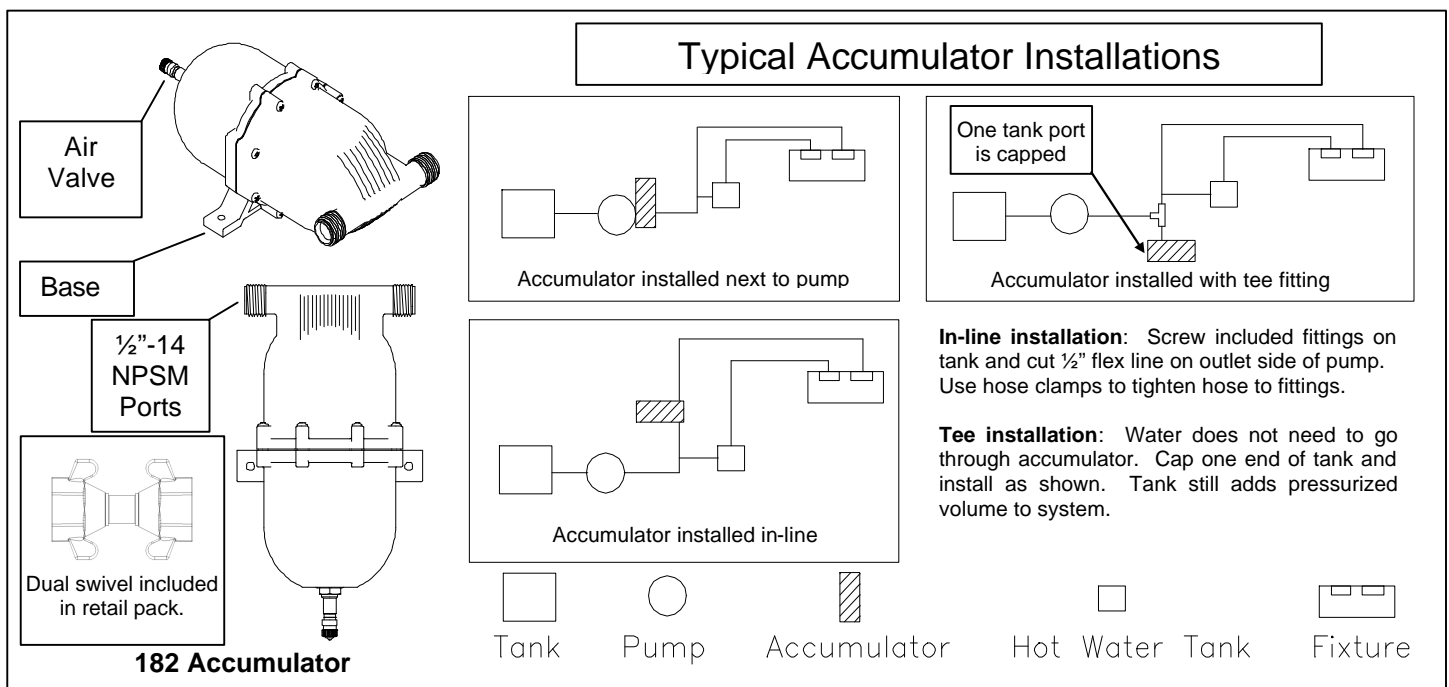 Typical Accumulator Installations
Air
Valve
Base
½”-14
NPSM
Ports
Dual swivel included
in retail pack.
182 Accumulator
Accumulator installed next to pump
One tank port
is capped
Accumulator installed with tee fitting
Accumulator installed in-line
In-line installation: Screw included fittings on
tank and cut ½” flex line on outlet side of pump.
Use hose clamps to tighten hose to fittings.
Tee installation: Water does not need to go
through accumulator. Cap one end of tank and
install as shown. Tank still adds pressurized
volume to system.
Tank Pump Accumulator Hot Water Tank Fixture